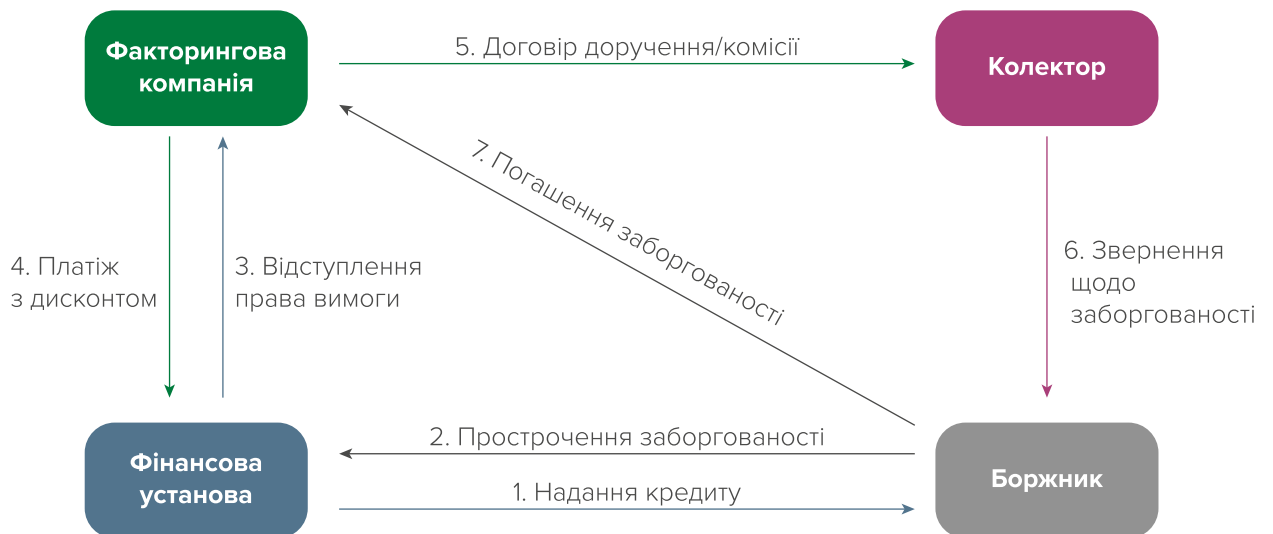 Факторингова
компанія
5. Договір доручення/комісії
Колектор
7. Погашення заборгованості
4. Платіж
з дисконтом
3. Відступлення
права вимоги
6. Звернення
щодо
заборгованості
Фінансова
установа
2. Прострочення заборгованості
1. Надання кредиту
Боржник